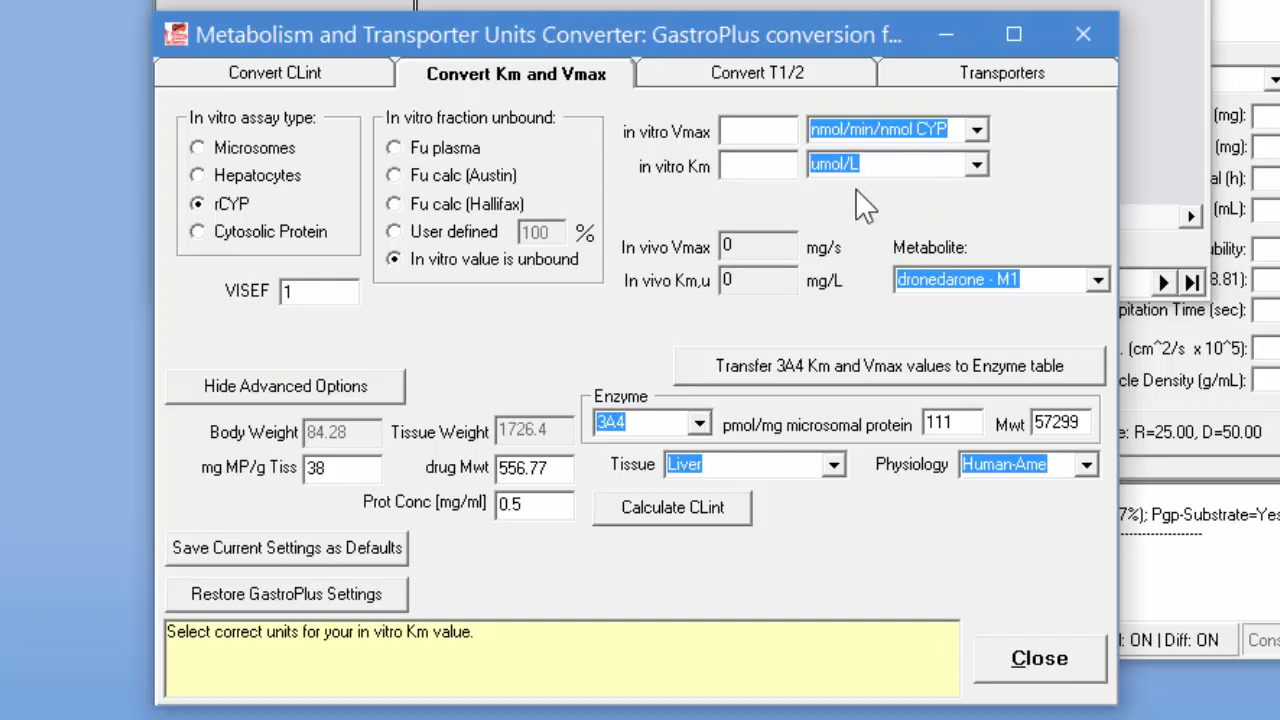 Metabolism and Transporter Units Converter: GastroPlus conversion f...
Convert CLint
Convert Km and Vmax
Convert T1/2
Transporters
In vitro assay type:
Microsomes
Hepatocytes
rCYP
Cytosolic Protein
VISEF 1
In vitro fraction unbound:
Fu plasma
Fu calc (Austin)
Fu calc (Hallifax)
User defined 100 %
In vitro value is unbound
in vitro Vmax nmol/min/nmol CYP
in vitro Km umol/L
In vivo Vmax 0 mg/s
In vivo Km,u 0 mg/L
Metabolite:
dronedarone - M1
Transfer 3A4 Km and Vmax values to Enzyme table
Hide Advanced Options
Body Weight 84.28 Tissue Weight 1726.4
mg MP/g Tiss 38 drug Mwt 556.77
Prot Conc [mg/ml] 0.5
Enzyme
3A4 pmol/mg microsomal protein 111 Mwt 57299
Tissue Liver Physiology Human-Ame
Calculate CLint
Save Current Settings as Defaults
Restore GastroPlus Settings
Select correct units for your in vitro Km value.
Close
(mg):
(mg):
al (h):
(mL):
ubility:
8.81):
pitation Time (sec):
. (cm^2/s x 10^5):
cle Density (g/mL):
e: R=25.00, D=50.00
7%); Pgp-Substrate=Yes
--------------------
l: ON | Diff: ON
Cons